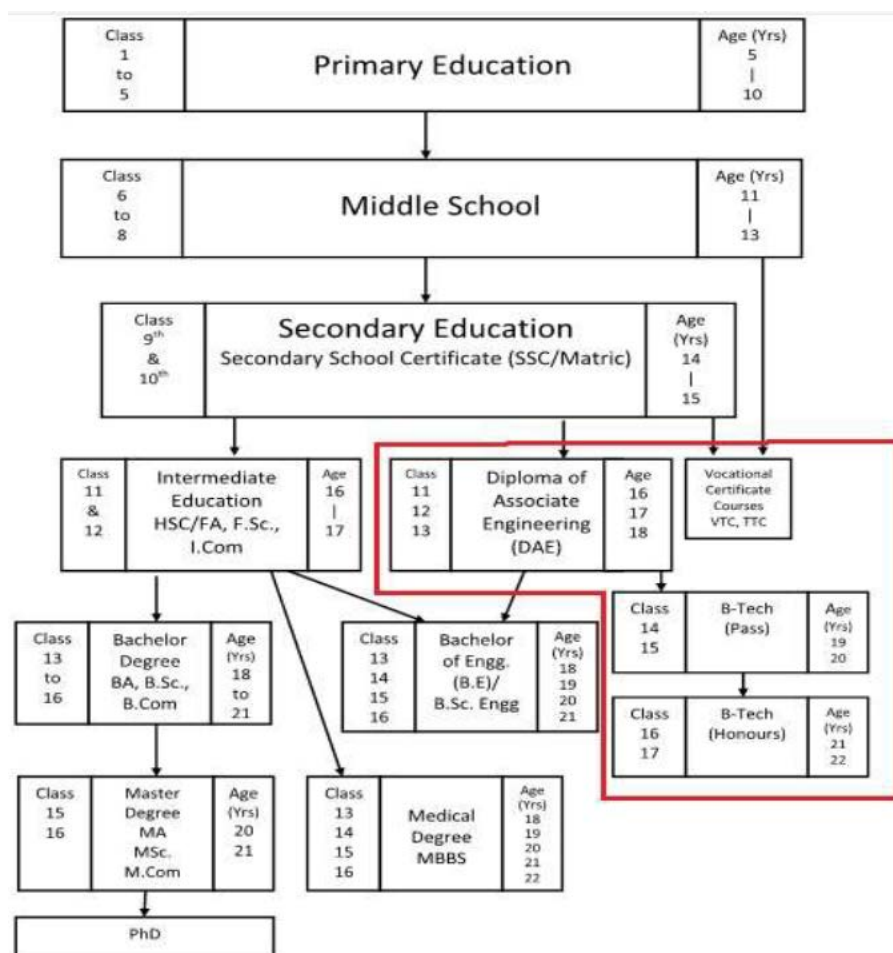 Class
1
to
5
Primary Education
Age (Yrs)
5
|
10
Class
6
to
8
Middle School
Age (Yrs)
11
|
13
Class
9th
&
10th
Secondary Education
Secondary School Certificate (SSC/Matric)
Age
(Yrs)
14
|
15
Class
11
&
12
Intermediate
Education
HSC/FA, F.Sc.,
I.Com
Age
16
|
17
Class
11
12
13
Diploma of
Associate
Engineering
(DAE)
Age
16
17
18
Vocational
Certificate
Courses
VTC, TTC
Class
14
15
B-Tech
(Pass)
Age
(Yrs)
19
20
Class
13
to
16
Bachelor
Degree
BA, B.Sc.,
B.Com
Age
(Yrs)
18
to
21
Class
13
14
15
16
Bachelor
of Engg.
(B.E)/
B.Sc. Engg
Age
(Yrs)
18
19
20
21
Class
16
17
B-Tech
(Honours)
Age
(Yrs)
21
22
Class
15
16
Master
Degree
MA
MSc.
M.Com
Age
(Yrs)
20
21
Class
13
14
15
16
Medical
Degree
MBBS
Age
(Yrs)
18
19
20
21
22
PhD